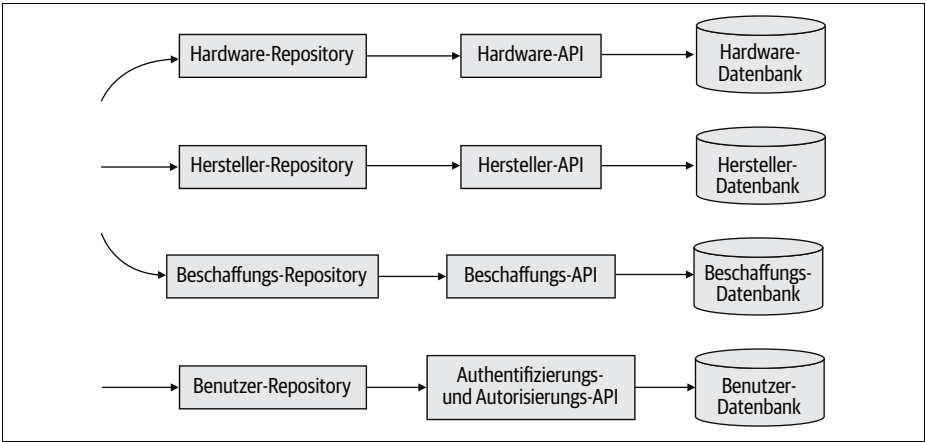 Hardware-Repository
Hardware-API
Hardware-
Datenbank
Hersteller-Repository
Hersteller-API
Hersteller-
Datenbank
Beschaffungs-Repository
Beschaffungs-API
Beschaffungs-
Datenbank
Benutzer-Repository
Authentifizierungs-
und Autorisierungs-API
Benutzer-
Datenbank